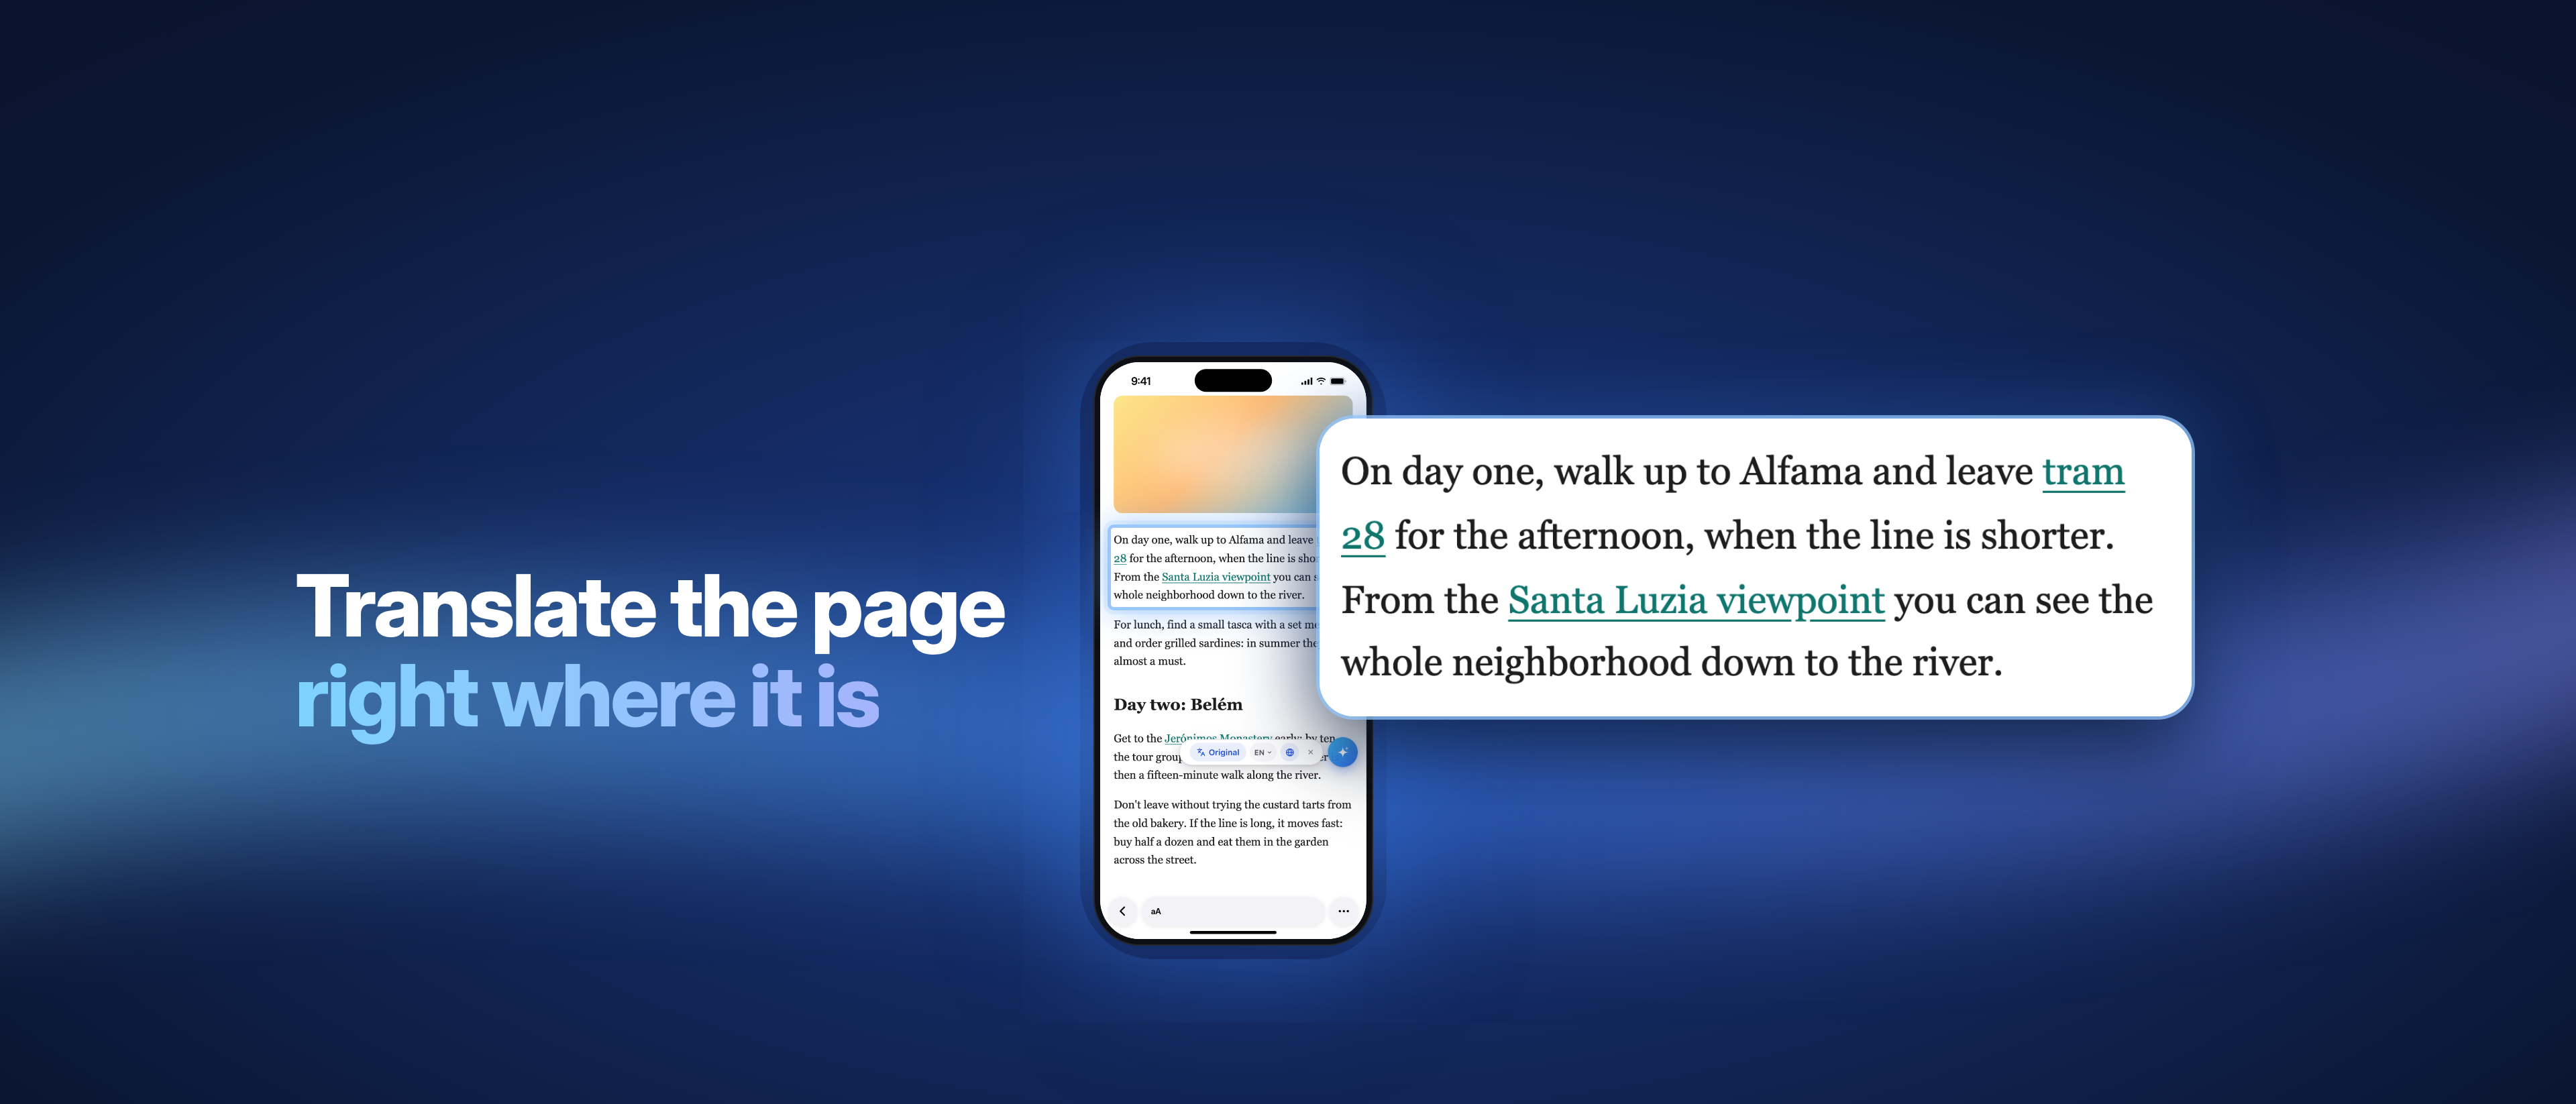 Translate the page
right where it is
9:41
On day one, walk up to Alfama and leave
28 for the afternoon, when the line is
From the Santa Luzia viewpoint you can
whole neighborhood down to the river.
For lunch, find a small tasca with a set
and order grilled sardines: in summer
almost a must.
Day two: Belém
Get to the Jerónimos Monastery early: by ten
the tour
then a fifteen-minute walk along the river.
Original EN
Don't leave without trying the custard tarts from
the old bakery. If the line is long, it moves fast:
buy half a dozen and eat them in the garden
across the street.
aA
On day one, walk up to Alfama and leave tram
28 for the afternoon, when the line is shorter.
From the Santa Luzia viewpoint you can see the
whole neighborhood down to the river.